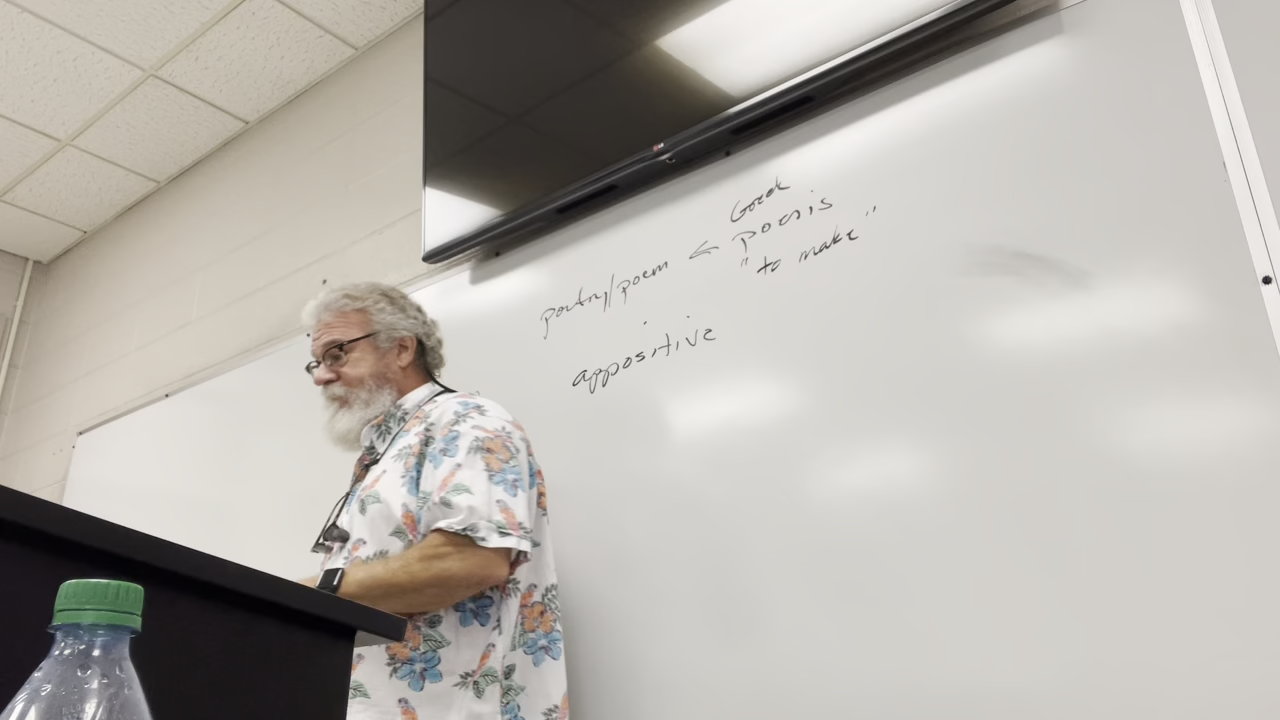 Greek
poetry/poem ← poesis
"to make"
appositive